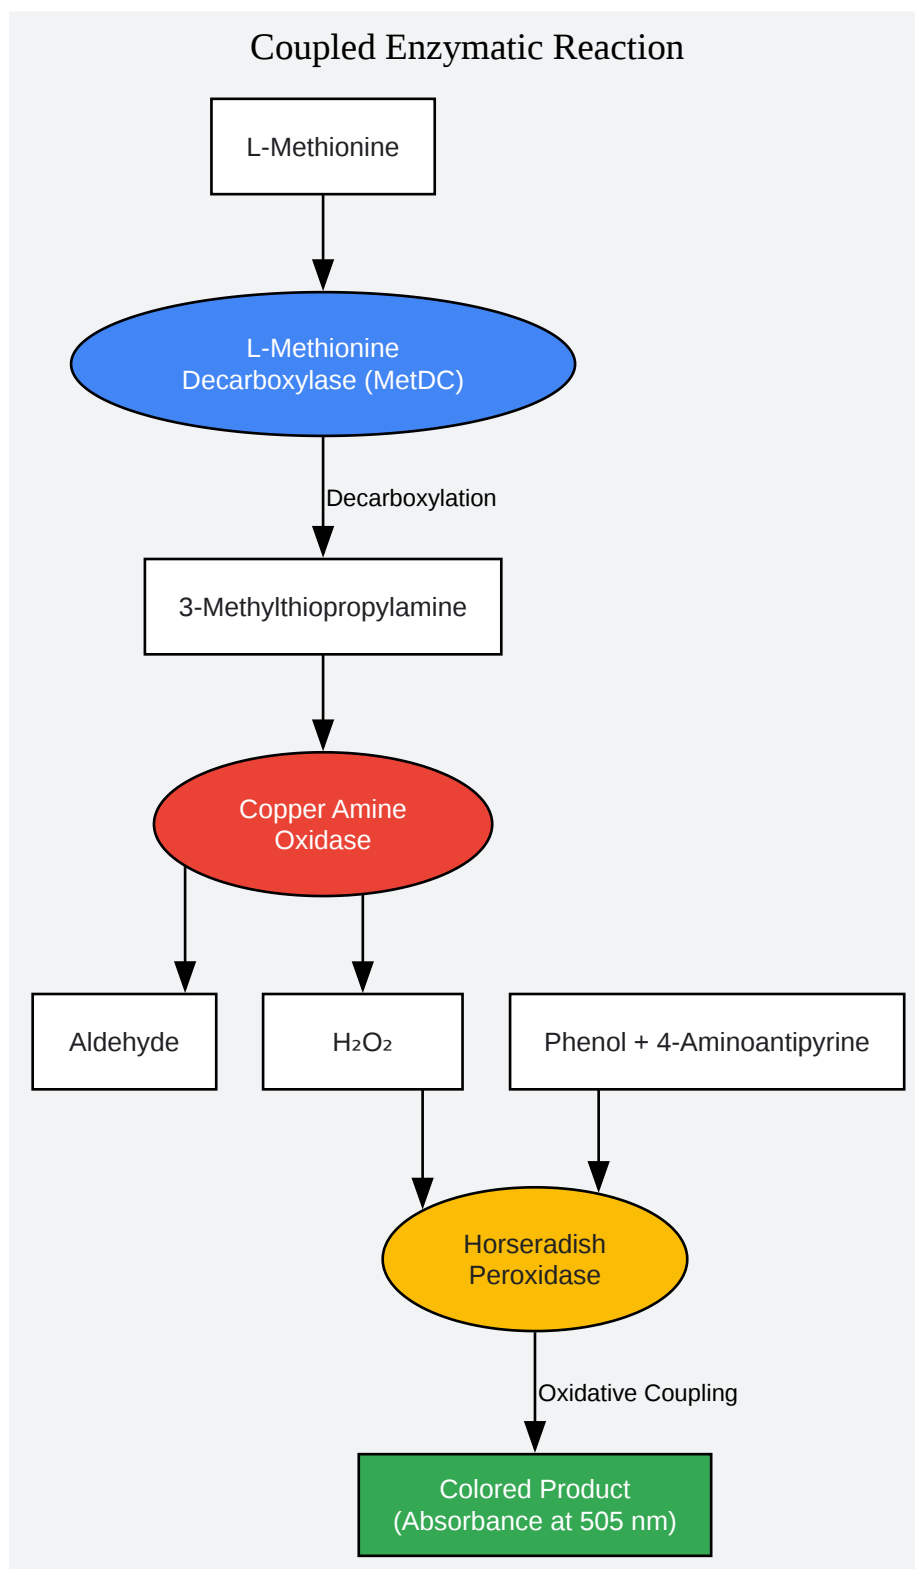 Coupled Enzymatic Reaction
L-Methionine
L-Methionine
Decarboxylase (MetDC)
Decarboxylation
3-Methylthiopropylamine
Copper Amine
Oxidase
Aldehyde
H₂O₂
Phenol + 4-Aminoantipyrine
Horseradish
Peroxidase
Oxidative Coupling
Colored Product
(Absorbance at 505 nm)